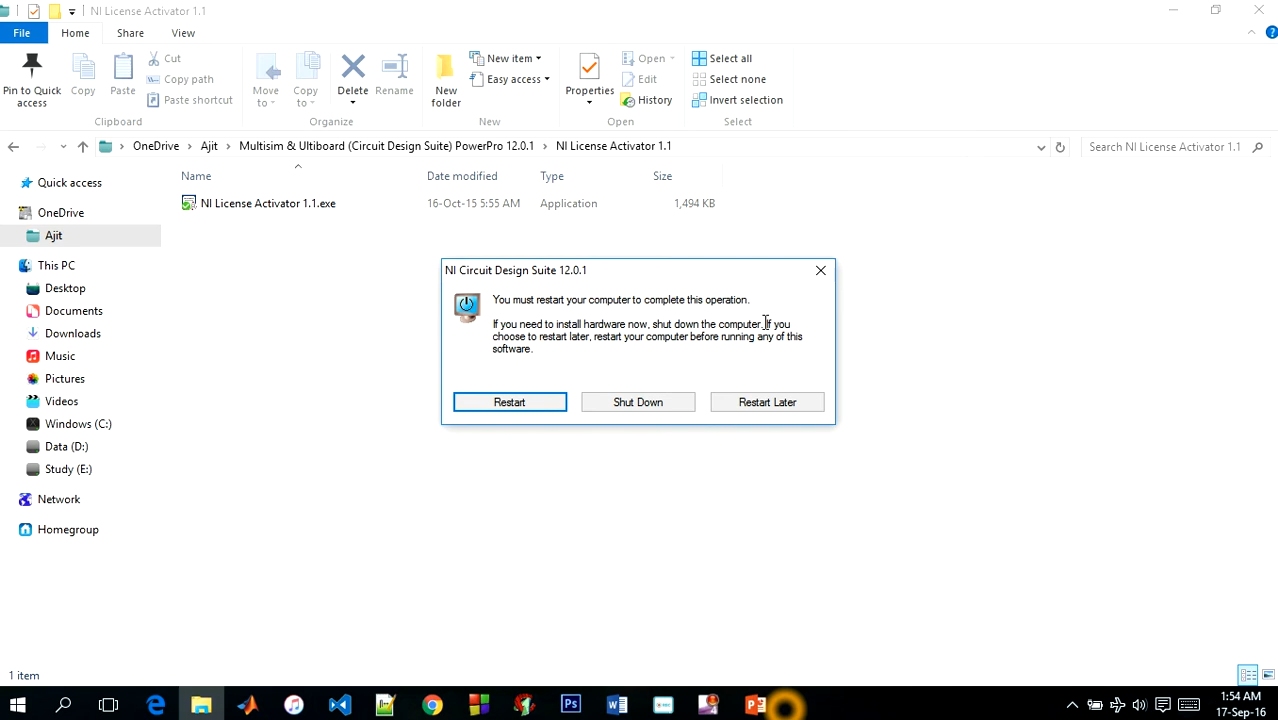 NI License Activator 1.1
File Home Share View
Pin to Quick access
Copy
Paste
Cut
Copy path
Paste shortcut
Clipboard
Move to
Copy to
Delete
Rename
Organize
New folder
New item
Easy access
New
Properties
Open
Edit
History
Open
Select all
Select none
Invert selection
Select
OneDrive Ajit Multisim & Ultiboard (Circuit Design Suite) PowerPro 12.0.1 NI License Activator 1.1
Search NI License Activator 1.1
Name Date modified Type Size
NI License Activator 1.1.exe 16-Oct-15 5:55 AM Application 1,494 KB
Quick access
OneDrive
Ajit
This PC
Desktop
Documents
Downloads
Music
Pictures
Videos
Windows (C:)
Data (D:)
Study (E:)
Network
Homegroup
NI Circuit Design Suite 12.0.1
You must restart your computer to complete this operation.
If you need to install hardware now, shut down the computer. If you
choose to restart later, restart your computer before running any of this
software.
Restart Shut Down Restart Later
1 item
Ps
1:54 AM
17-Sep-16